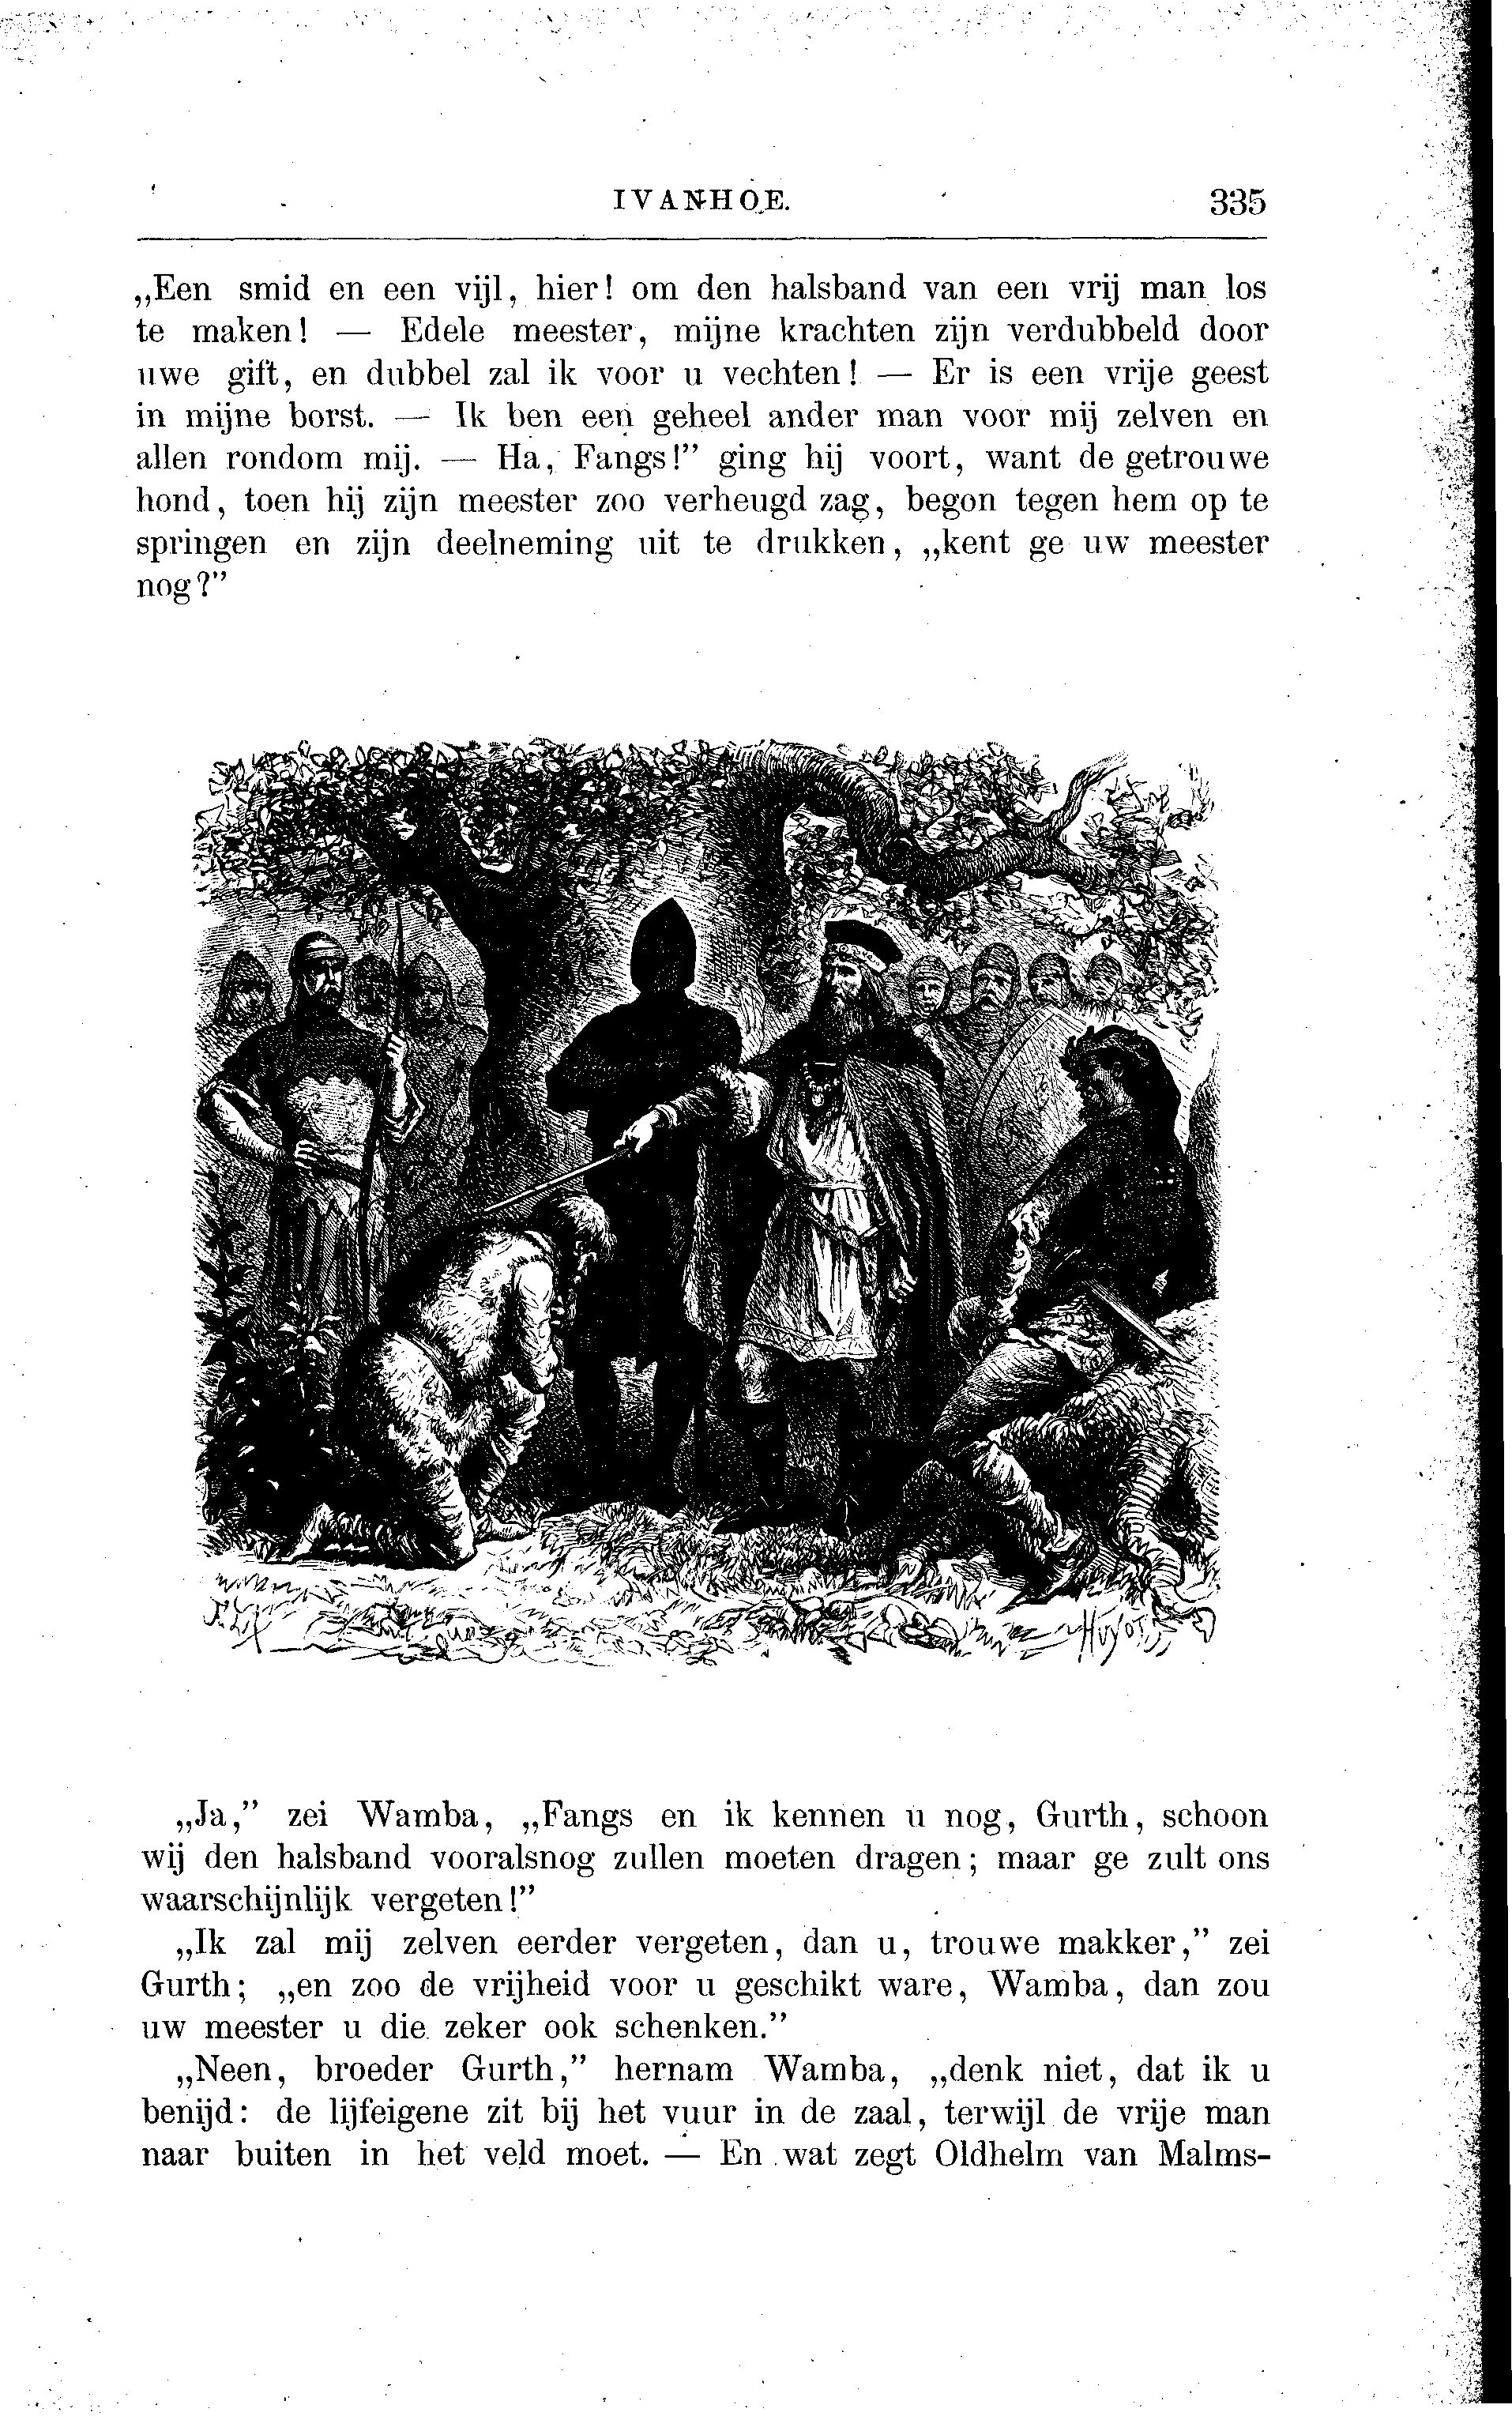 IVANHOE. 335
„Een smid en een vijl, hier! om den halsband van een vrij man los
te maken! — Edele meester, mijne krachten zijn verdubbeld door
uwe gift, en dubbel zal ik voor u vechten! — Er is een vrije geest
in mijne borst. — Ik ben een geheel ander man voor mij zelven en
allen rondom mij. — Ha, Fangs!” ging hij voort, want de getrouwe
hond, toen hij zijn meester zoo verheugd zag, begon tegen hem op te
springen en zijn deelneming uit te drukken, „kent ge uw meester
nog?”
Huyot
„Ja,” zei Wamba, „Fangs en ik kennen u nog, Gurth, schoon
wij den halsband vooralsnog zullen moeten dragen; maar ge zult ons
waarschijnlijk vergeten!”
„Ik zal mij zelven eerder vergeten, dan u, trouwe makker,” zei
Gurth; „en zoo de vrijheid voor u geschikt ware, Wamba, dan zou
uw meester u die zeker ook schenken.”
„Neen, broeder Gurth,” hernam Wamba, „denk niet, dat ik u
benijd: de lijfeigene zit bij het vuur in de zaal, terwijl de vrije man
naar buiten in het veld moet. — En wat zegt Oldhelm van Malms-